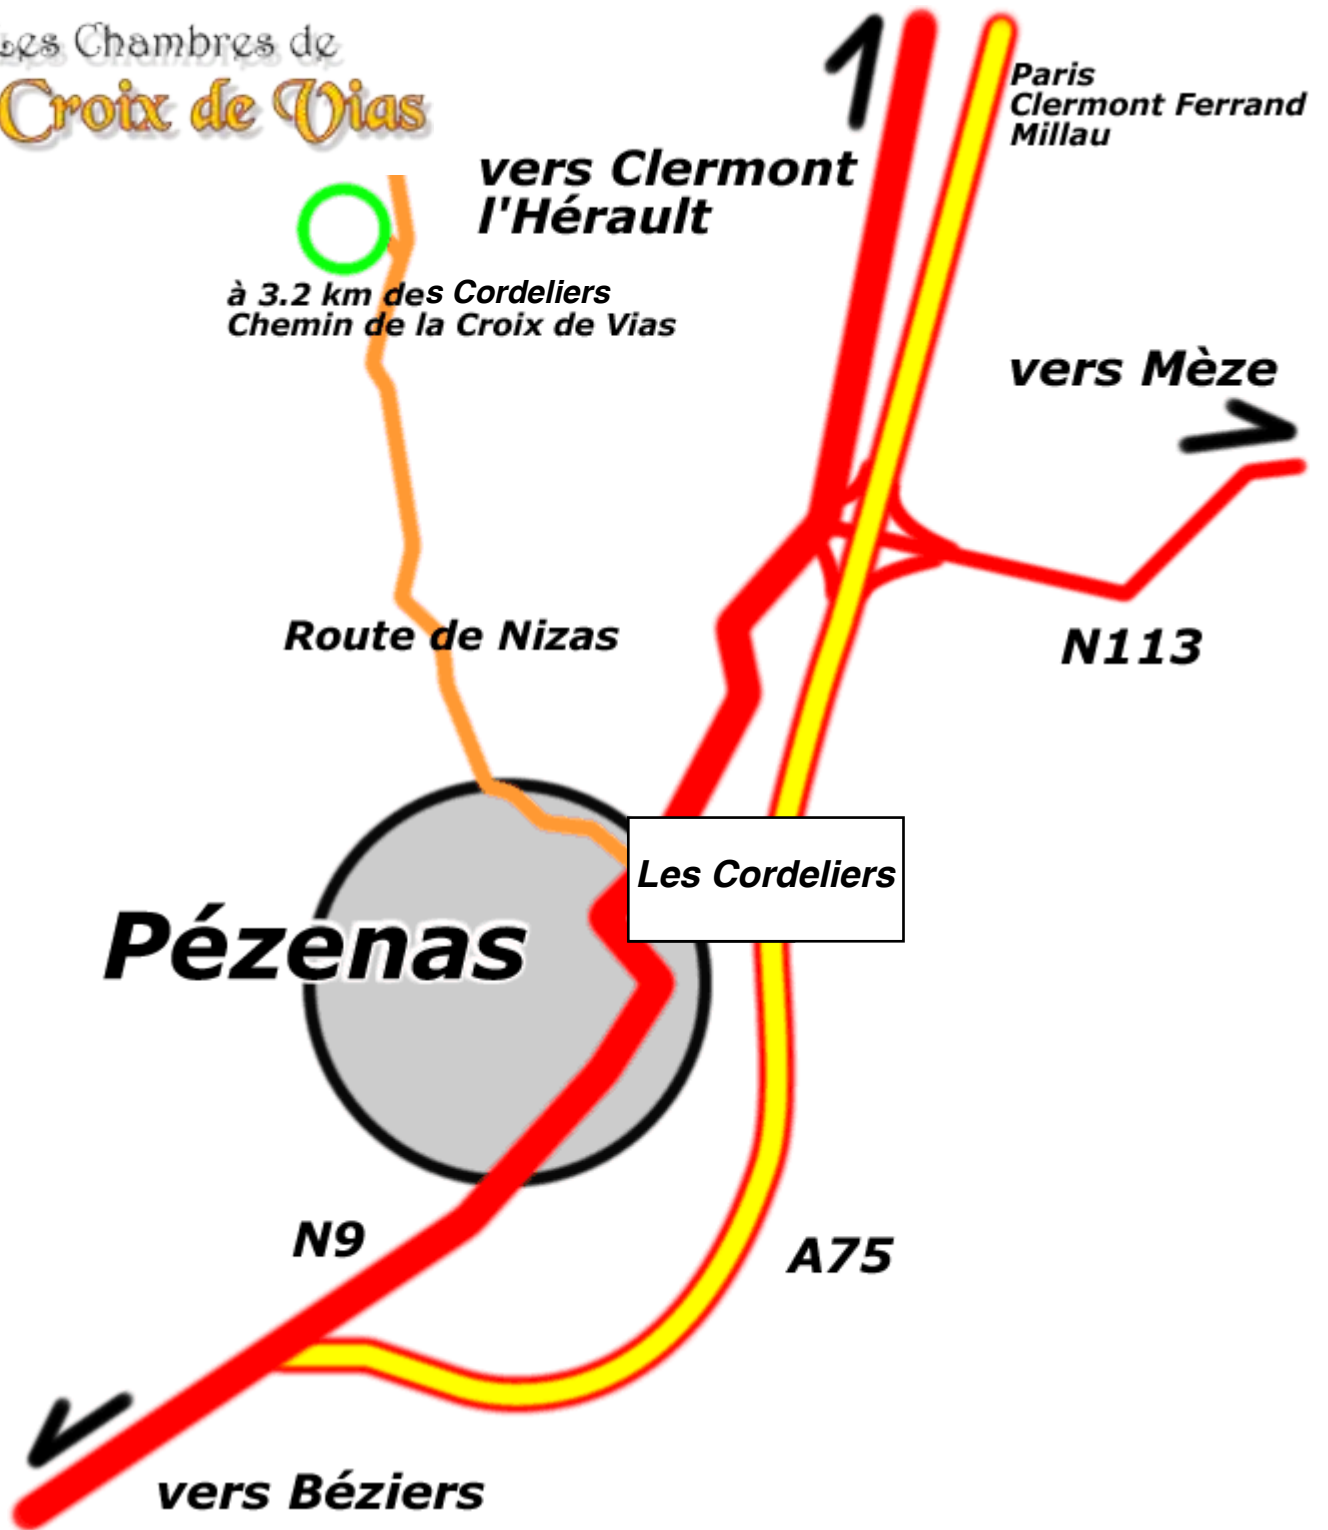 Les Chambres de
Croix de Vias
Paris
Clermont Ferrand
Millau
vers Clermont
l'Hérault
à 3.2 km des Cordeliers
Chemin de la Croix de Vias
vers Mèze
Route de Nizas
N113
Les Cordeliers
Pézenas
N9
A75
vers Béziers